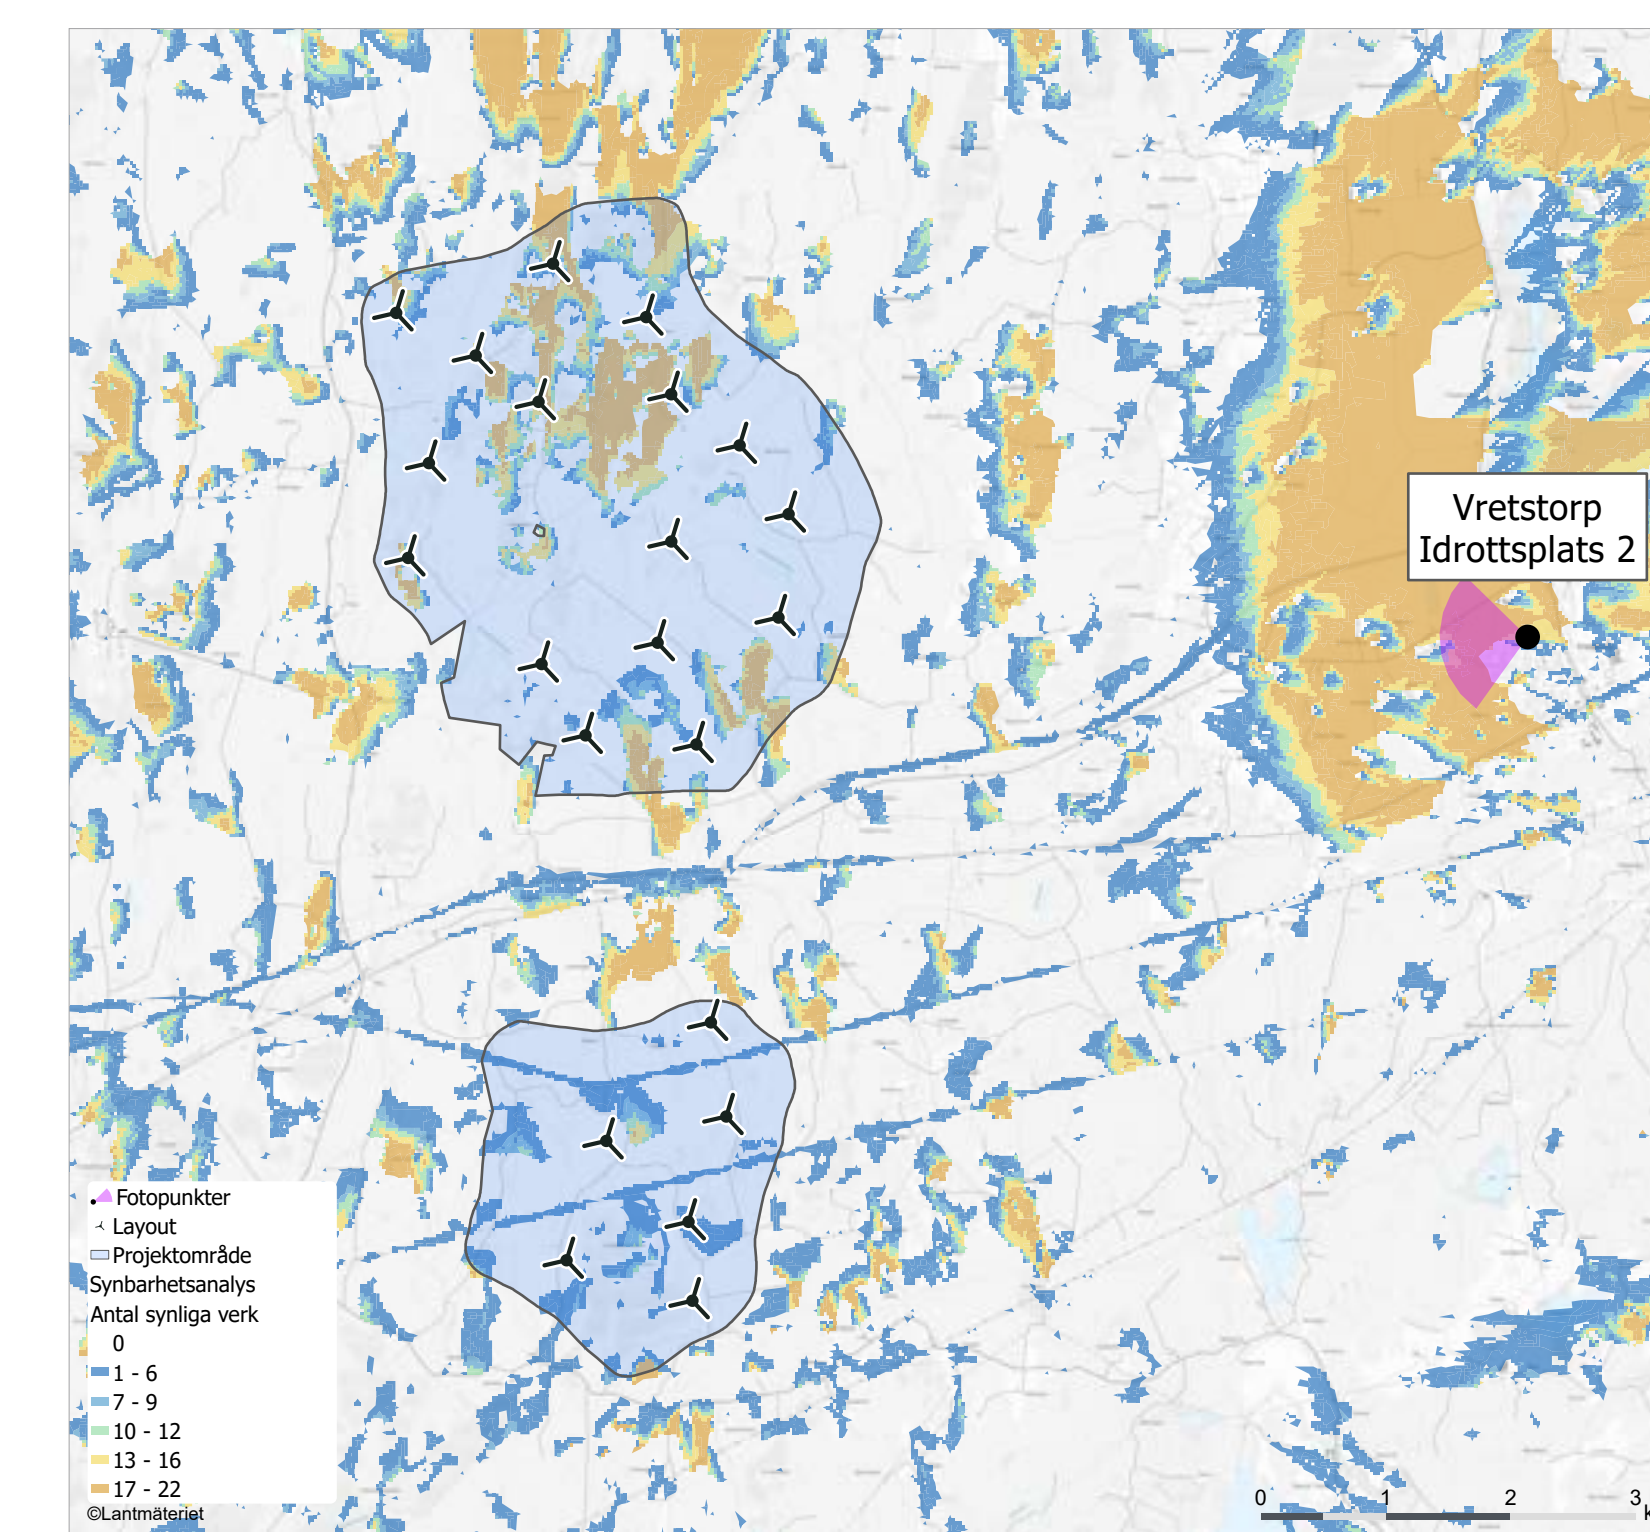 Vretstorp
Idrottsplats 2
Fotopunkter
Layout
Projektområde
Synbarhetsanalys
Antal synliga verk
0
1 - 6
7 - 9
10 - 12
13 - 16
17 - 22
©Lantmäteriet
0 1 2 3